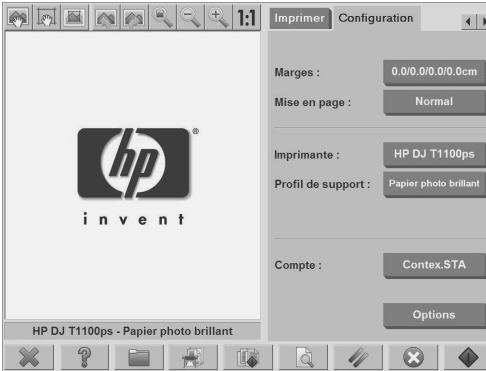 1:1
Imprimer Configuration
Marges : 0.0/0.0/0.0/0.0cm
Mise en page : Normal
Imprimante : HP DJ T1100ps
Profil de support : Papier photo brillant
Compte : Contex.STA
Options
hp ®
invent
HP DJ T1100ps - Papier photo brillant